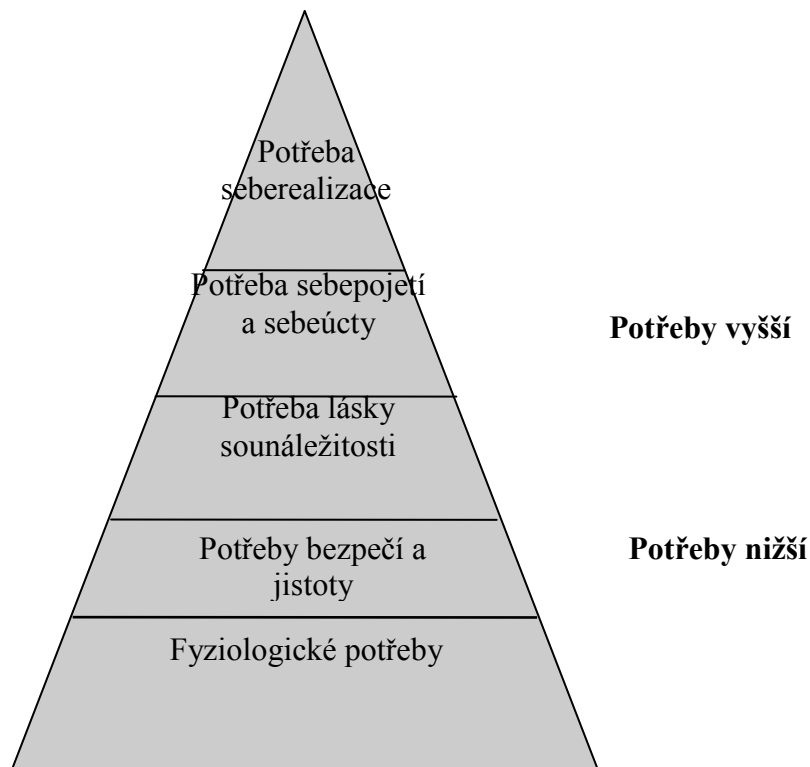 Potřeba
seberealizace
Potřeba sebepojetí
a sebeúcty
Potřeby vyšší
Potřeba lásky
sounáležitosti
Potřeby bezpečí a
jistoty
Potřeby nižší
Fyziologické potřeby